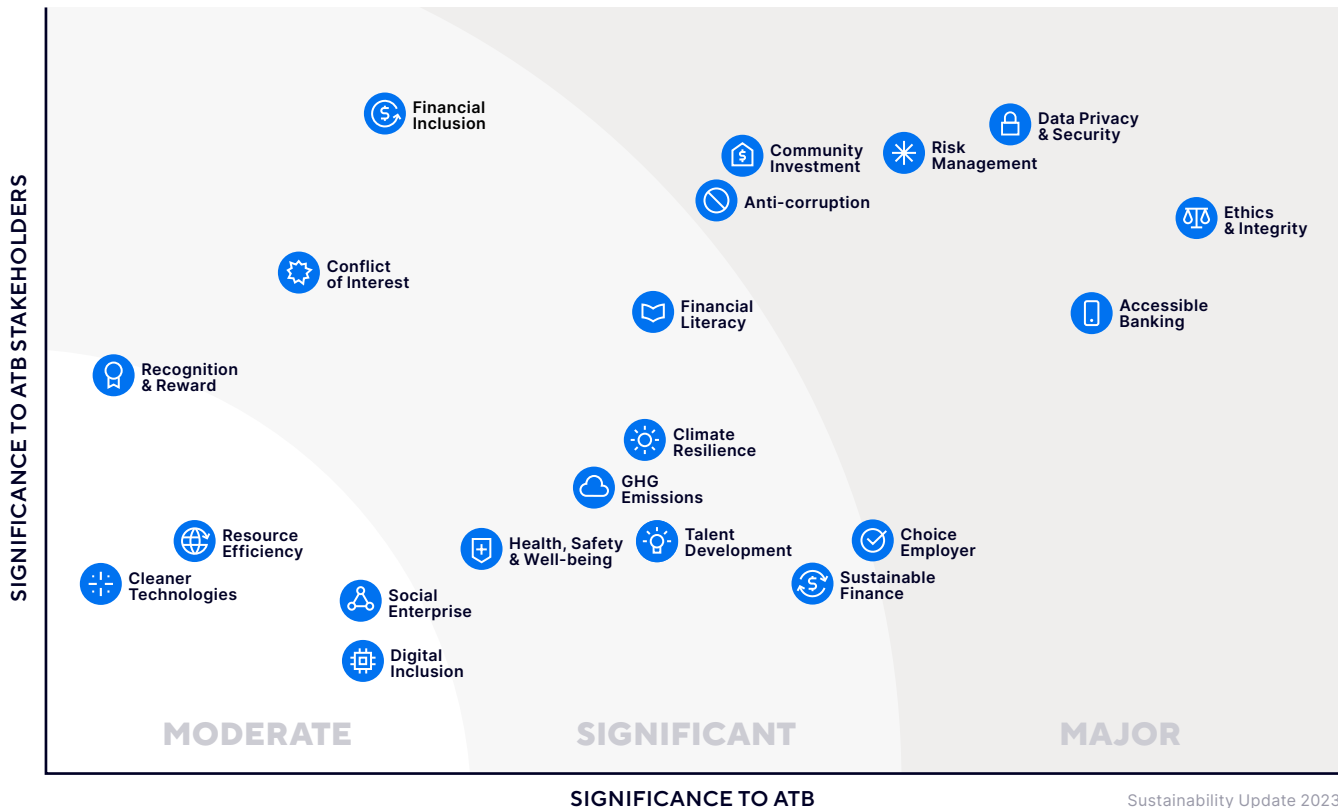 SIGNIFICANCE TO ATB STAKEHOLDERS
Financial
Inclusion
Data Privacy
& Security
Community
Investment
Risk
Management
Anti-corruption
Ethics
& Integrity
Conflict
of Interest
Financial
Literacy
Accessible
Banking
Recognition
& Reward
Climate
Resilience
GHG
Emissions
Resource
Efficiency
Health, Safety
& Well-being
Talent
Development
Choice
Employer
Cleaner
Technologies
Social
Enterprise
Sustainable
Finance
Digital
Inclusion
MODERATE
SIGNIFICANT
MAJOR
SIGNIFICANCE TO ATB
Sustainability Update 2023